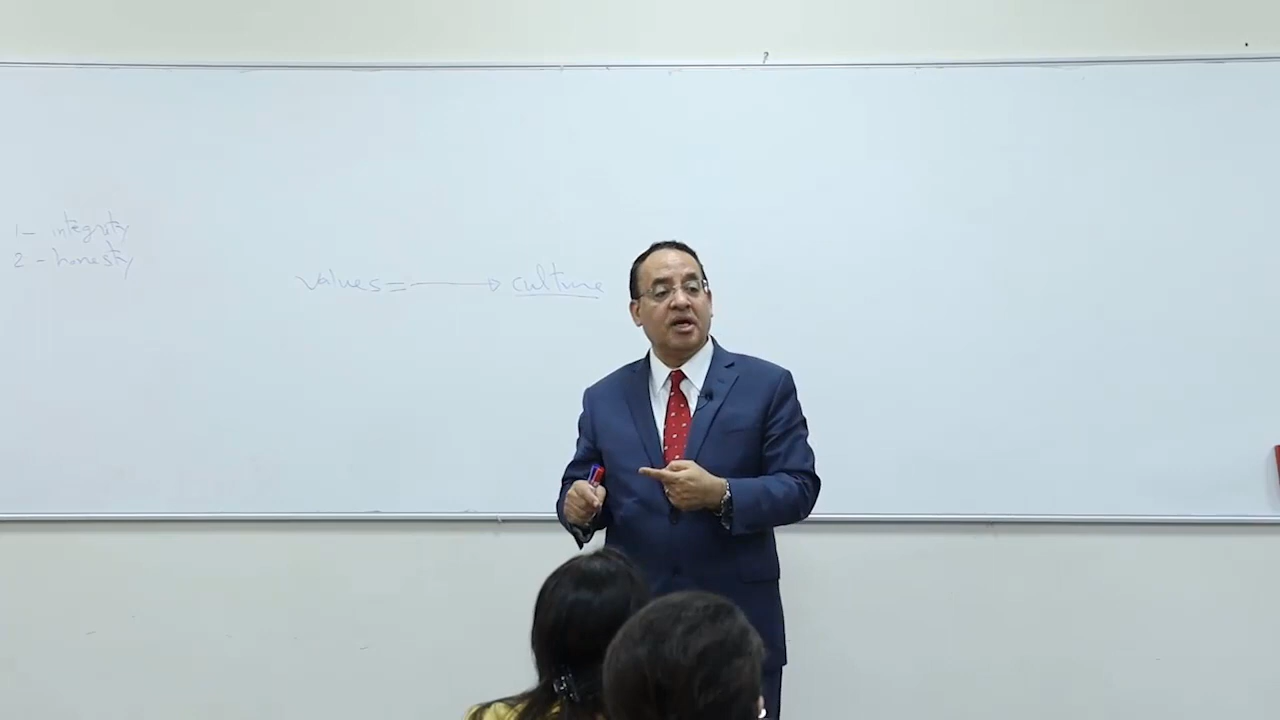 1- integrity
2 - honesty
values = → culture